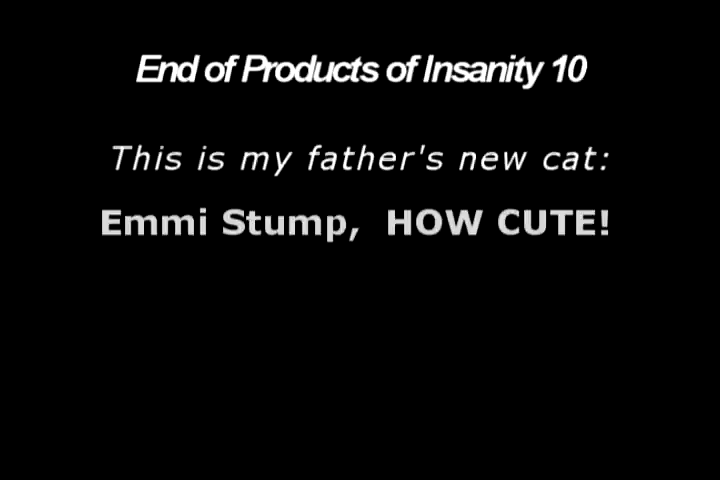 End of Products of Insanity 10
This is my father's new cat:
Emmi Stump,  HOW CUTE!